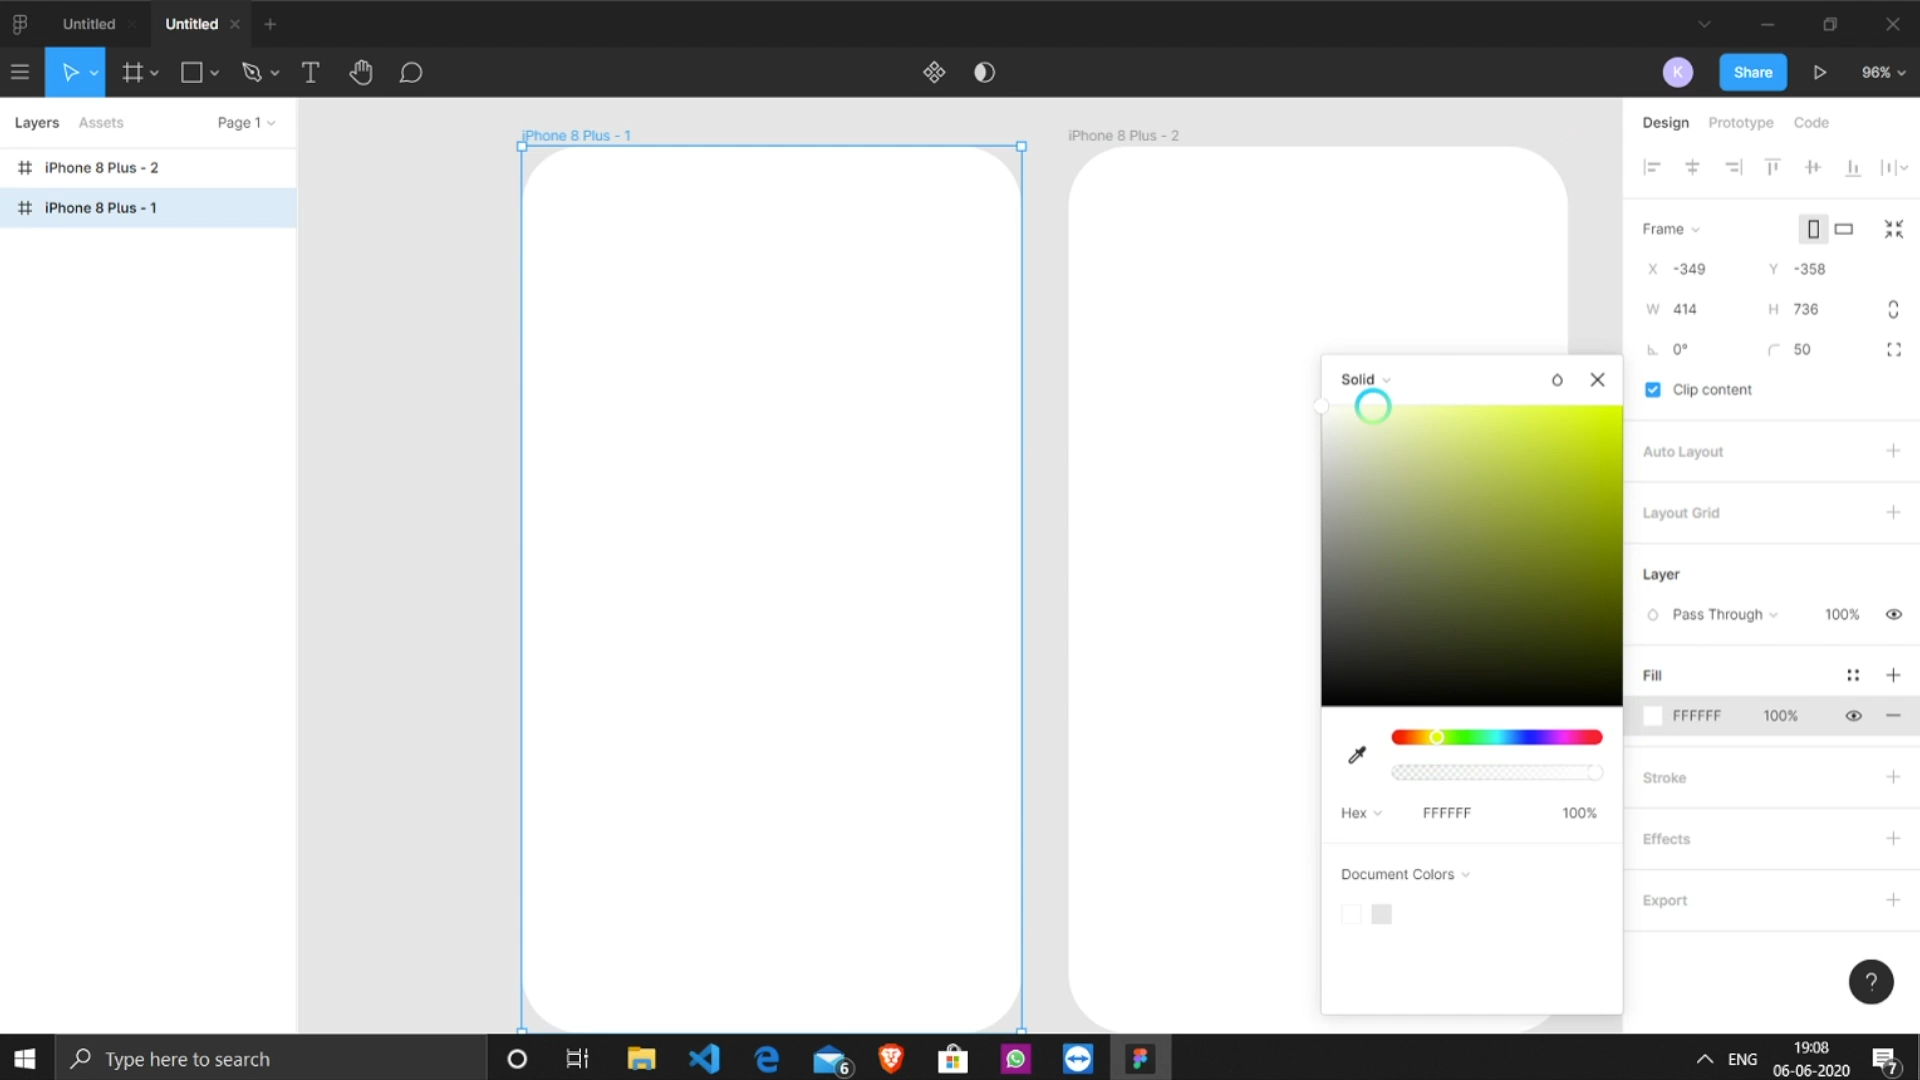 Untitled
Untitled
K
Share
96%
Layers
Assets
Page 1
iPhone 8 Plus - 2
iPhone 8 Plus - 1
iPhone 8 Plus - 1
iPhone 8 Plus - 2
Solid
Hex
FFFFFF
100%
Document Colors
Design
Prototype
Code
Frame
X -349
Y -358
W 414
H 736
0°
50
Clip content
Auto Layout
Layout Grid
Layer
Pass Through
100%
Fill
FFFFFF
100%
Stroke
Effects
Export
?
Type here to search
6
ENG
19:08
06-06-2020
7